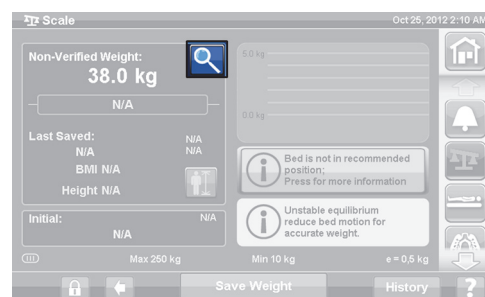 Scale
Oct 25, 2012 2:10 AM
Non-Verified Weight:
38.0 kg
N/A
Last Saved:
N/A
N/A
N/A
BMI N/A
Height N/A
Initial:
N/A
N/A
5.0 kg
0.0 kg
Bed is not in recommended
position;
Press for more information
Unstable equilibrium
reduce bed motion for
accurate weight.
Max 250 kg
Min 10 kg
e = 0,5 kg
Save Weight
History
?